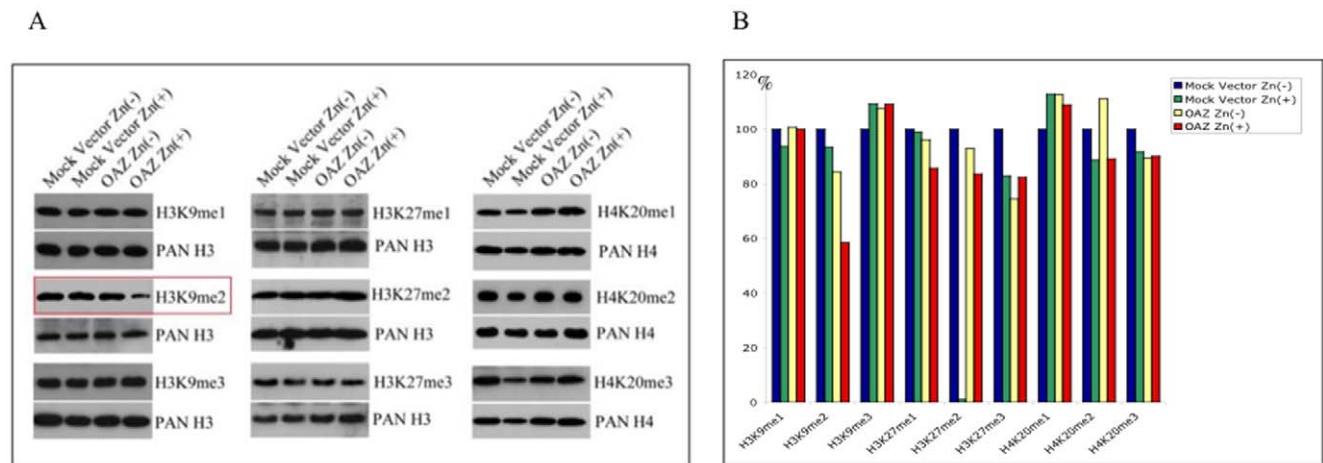 A
Mock Vector Zn(-)
Mock Vector Zn(+)
OAZ Zn(-)
OAZ Zn(+)
H3K9me1
PAN H3
H3K9me2
PAN H3
H3K9me3
PAN H3
Mock Vector Zn(-)
Mock Vector Zn(+)
OAZ Zn(-)
OAZ Zn(+)
H3K27me1
PAN H3
H3K27me2
PAN H3
H3K27me3
PAN H3
Mock Vector Zn(-)
Mock Vector Zn(+)
OAZ Zn(-)
OAZ Zn(+)
H4K20me1
PAN H4
H4K20me2
PAN H4
H4K20me3
PAN H4
B
%
120
100
80
60
40
20
0
H3K9me1
H3K9me2
H3K9me3
H3K27me1
H3K27me2
H3K27me3
H4K20me1
H4K20me2
H4K20me3
Mock Vector Zn(-)
Mock Vector Zn(+)
OAZ Zn(-)
OAZ Zn(+)